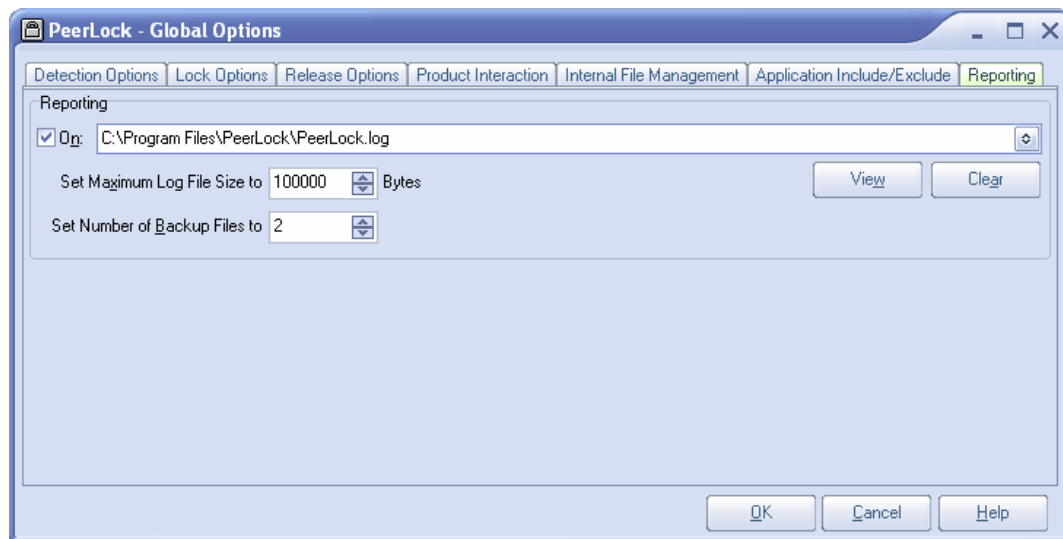 PeerLock - Global Options
Detection Options Lock Options Release Options Product Interaction Internal File Management Application Include/Exclude Reporting
Reporting
On: C:\Program Files\PeerLock\PeerLock.log
Set Maximum Log File Size to 100000 Bytes View Clear
Set Number of Backup Files to 2
OK Cancel Help